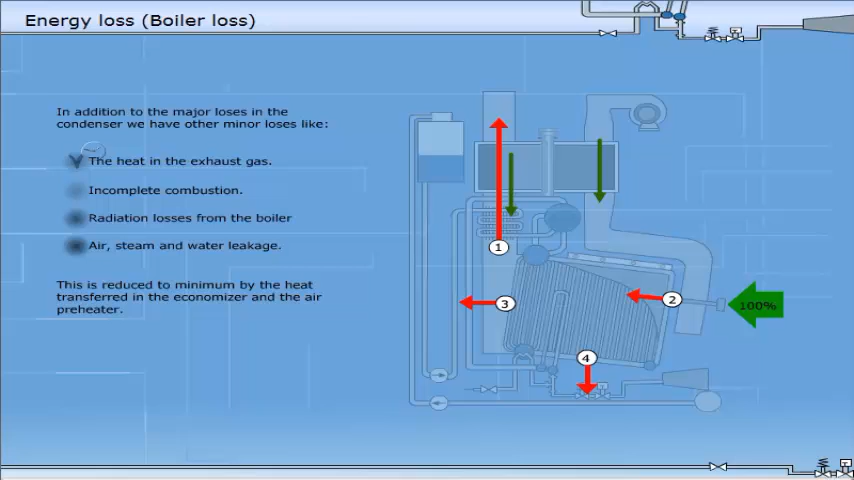 Energy loss (Boiler loss)
In addition to the major loses in the
condenser we have other minor loses like:
The heat in the exhaust gas.
Incomplete combustion.
Radiation losses from the boiler
Air, steam and water leakage.
This is reduced to minimum by the heat
transferred in the economizer and the air
preheater.
1
2
3
100%
4